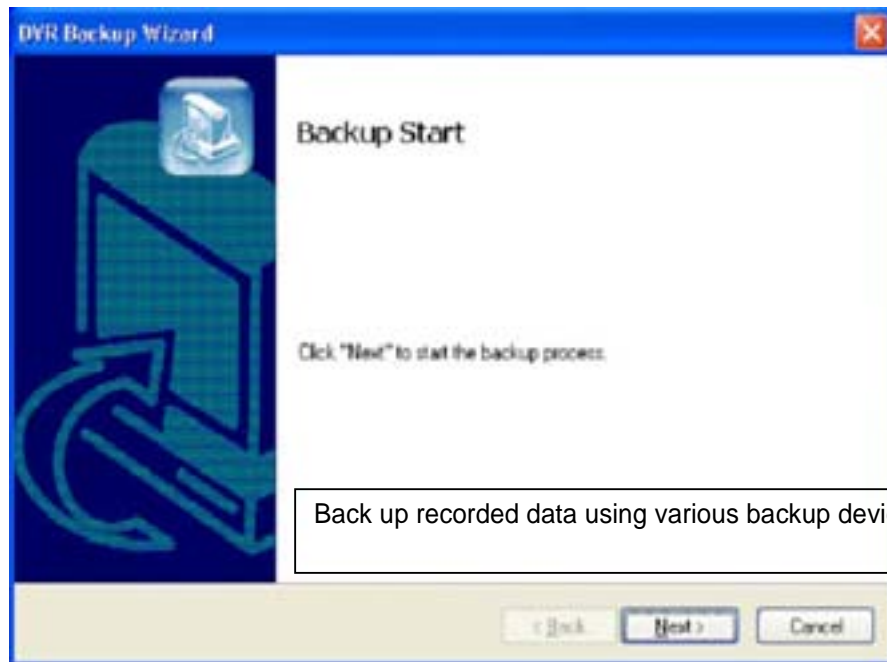 DVR Backup Wizard
Backup Start
Click "Next" to start the backup process.
Back up recorded data using various backup devi
< Back Next > Cancel